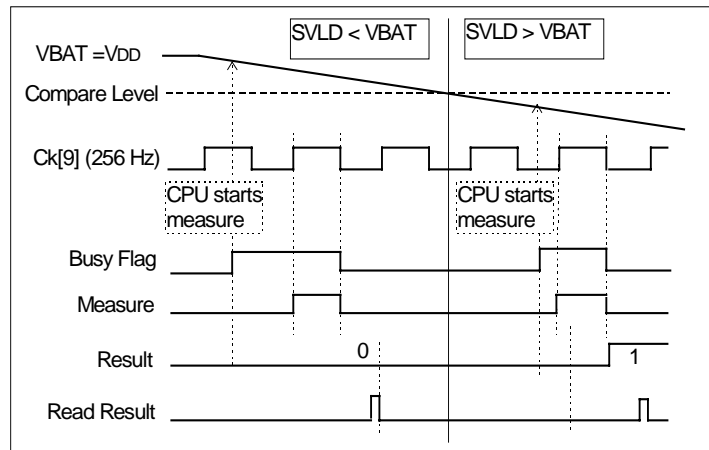 SVLD < VBAT
SVLD > VBAT
VBAT =VDD
Compare Level
Ck[9] (256 Hz)
CPU starts
measure
CPU starts
measure
Busy Flag
Measure
Result
0
1
Read Result